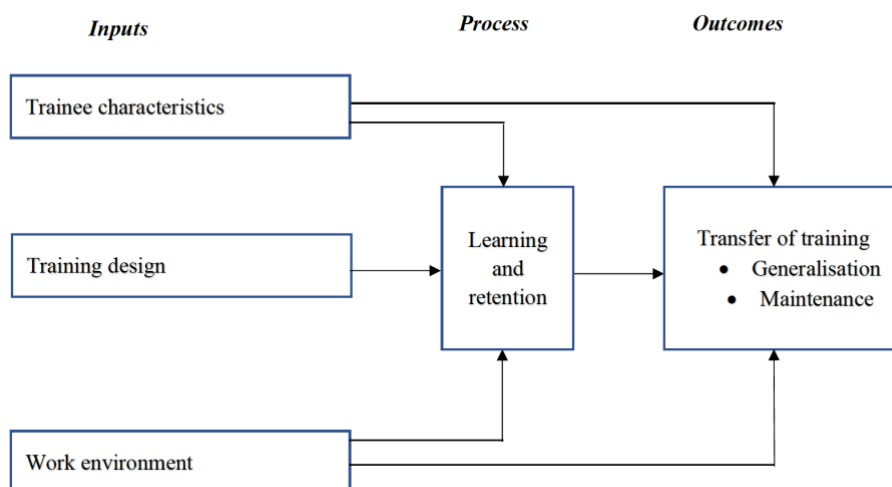 Inputs
Process
Outcomes
Trainee characteristics
Training design
Learning
and
retention
Transfer of training
• Generalisation
• Maintenance
Work environment